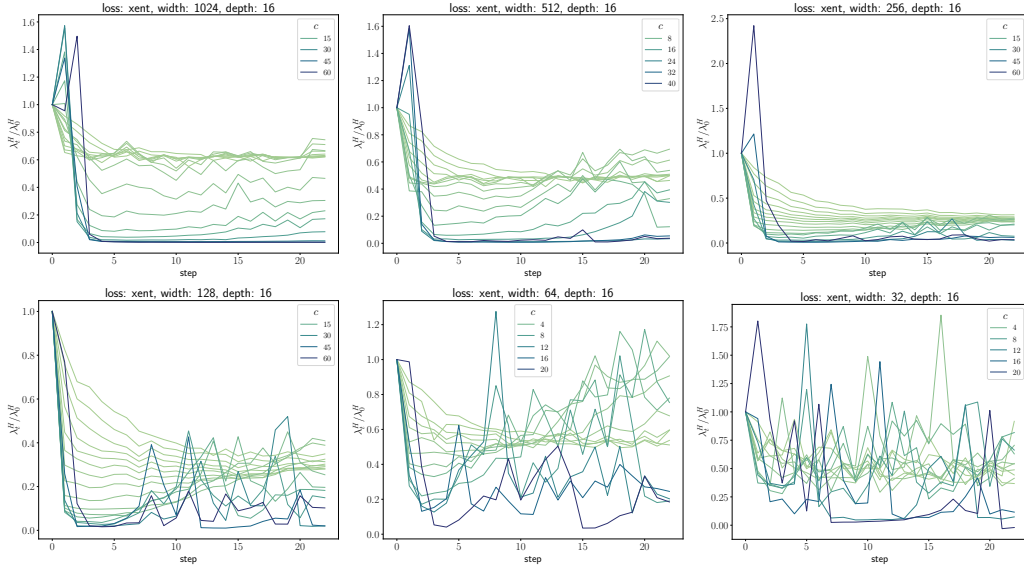 loss: xent, width: 1024, depth: 16
1.6
1.4
1.2
1.0
0.8
0.6
0.4
0.2
0.0
λ_t^H/λ_0^H
c
15
30
45
60
0 5 10 15 20
step
loss: xent, width: 512, depth: 16
1.6
1.4
1.2
1.0
0.8
0.6
0.4
0.2
0.0
λ_t^H/λ_0^H
c
8
16
24
32
40
0 5 10 15 20
step
loss: xent, width: 256, depth: 16
2.5
2.0
1.5
1.0
0.5
0.0
λ_t^H/λ_0^H
c
15
30
45
60
0 5 10 15 20
step
loss: xent, width: 128, depth: 16
1.0
0.8
0.6
0.4
0.2
0.0
λ_t^H/λ_0^H
c
15
30
45
60
0 5 10 15 20
step
loss: xent, width: 64, depth: 16
1.2
1.0
0.8
0.6
0.4
0.2
0.0
λ_t^H/λ_0^H
c
4
8
12
16
20
0 5 10 15 20
step
loss: xent, width: 32, depth: 16
1.75
1.50
1.25
1.00
0.75
0.50
0.25
0.00
λ_t^H/λ_0^H
c
4
8
12
16
20
0 5 10 15 20
step